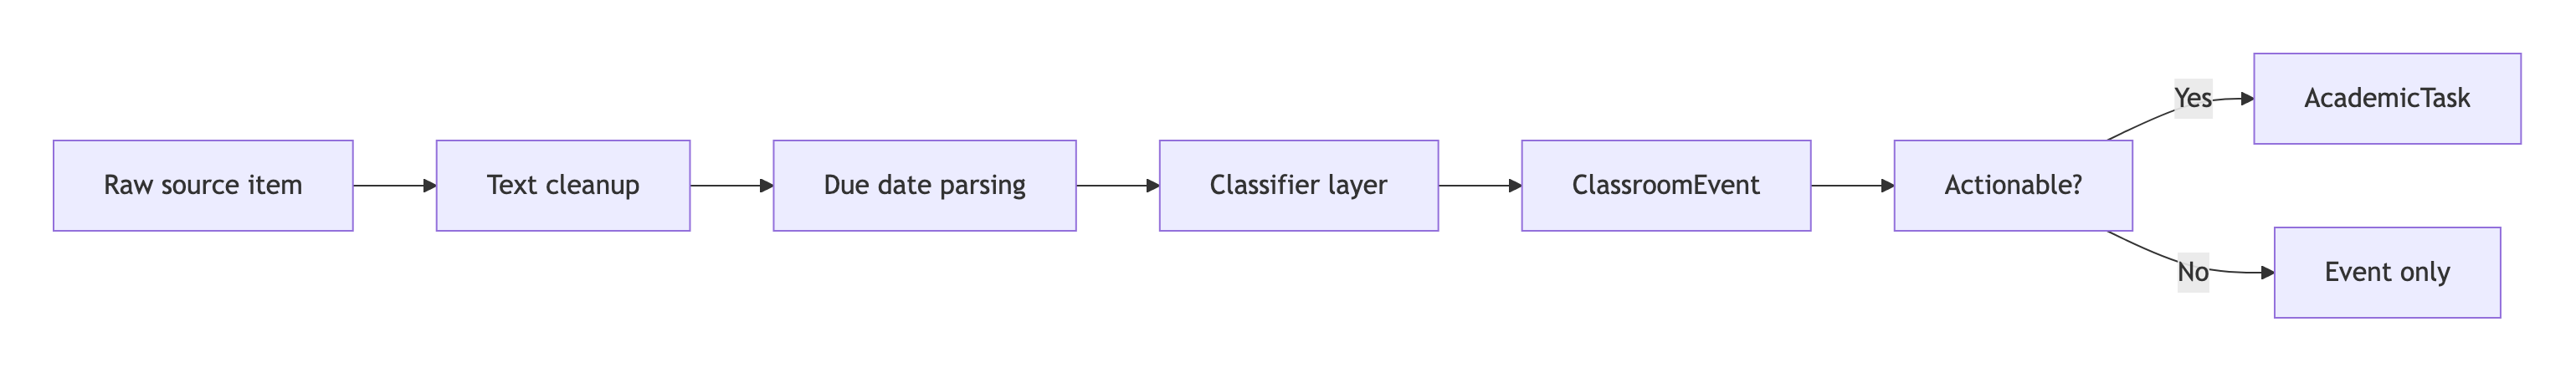 Raw source item
Text cleanup
Due date parsing
Classifier layer
ClassroomEvent
Actionable?
Yes
AcademicTask
No
Event only